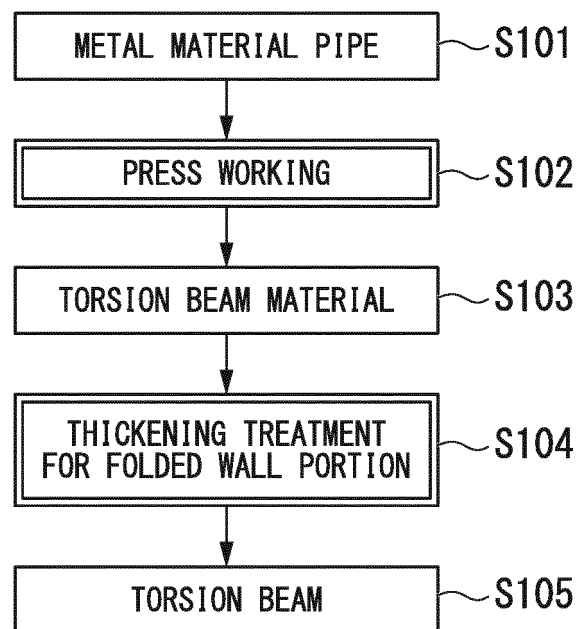 METAL MATERIAL PIPE S101
PRESS WORKING S102
TORSION BEAM MATERIAL S103
THICKENING TREATMENT
FOR FOLDED WALL PORTION S104
TORSION BEAM S105